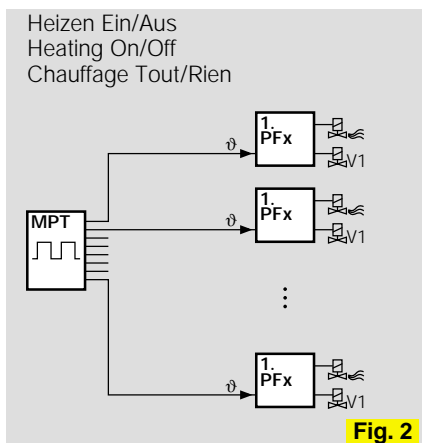 Heizen Ein/Aus
Heating On/Off
Chauffage Tout/Rien
1.
PFx
ϑ
V1
1.
PFx
MPT
ϑ
V1
1.
PFx
ϑ
V1
Fig. 2